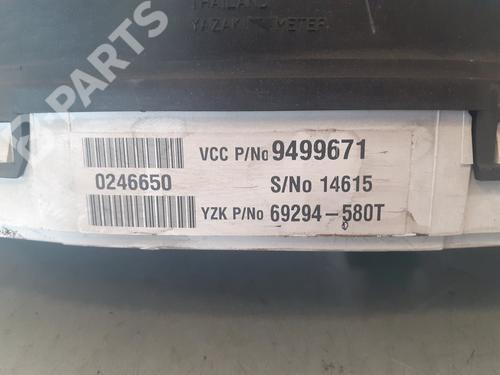 THAILAND
YAZAKI METER
B-PARTS
VCC P/No 9499671
0246650 S/No 14615
YZK P/No 69294-580T